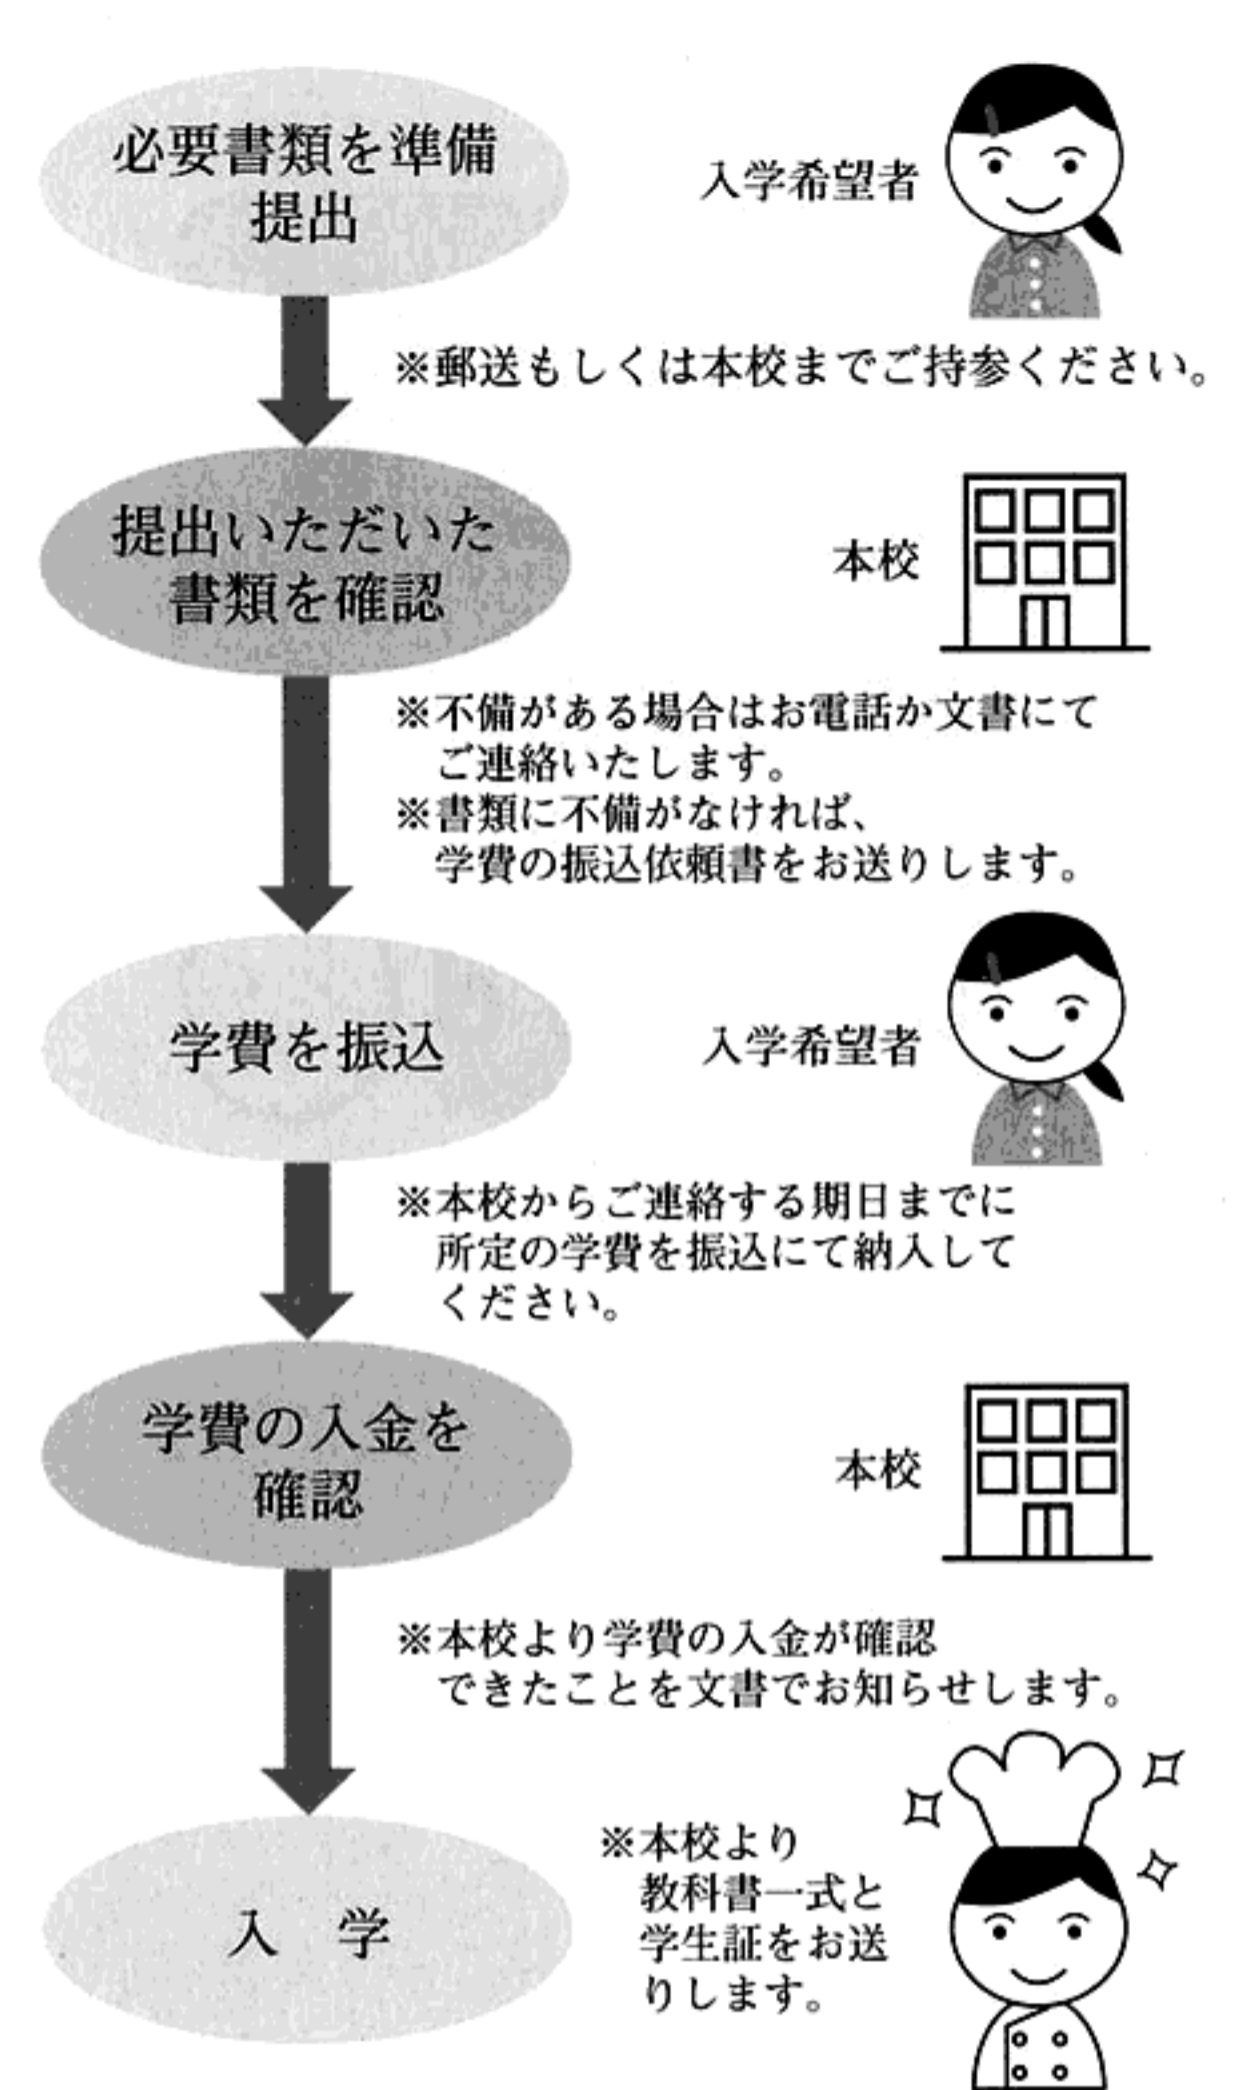 必要書類を準備
提出
入学希望者
※郵送もしくは本校までご持参ください。
提出いただいた
書類を確認
本校
※不備がある場合はお電話か文書にて
ご連絡いたします。
※書類に不備がなければ、
学費の振込依頼書をお送りします。
学費を振込
入学希望者
※本校からご連絡する期日までに
所定の学費を振込にて納入して
ください。
学費の入金を
確認
本校
※本校より学費の入金が確認
できたことを文書でお知らせします。
入　学
※本校より
教科書一式と
学生証をお送
りします。